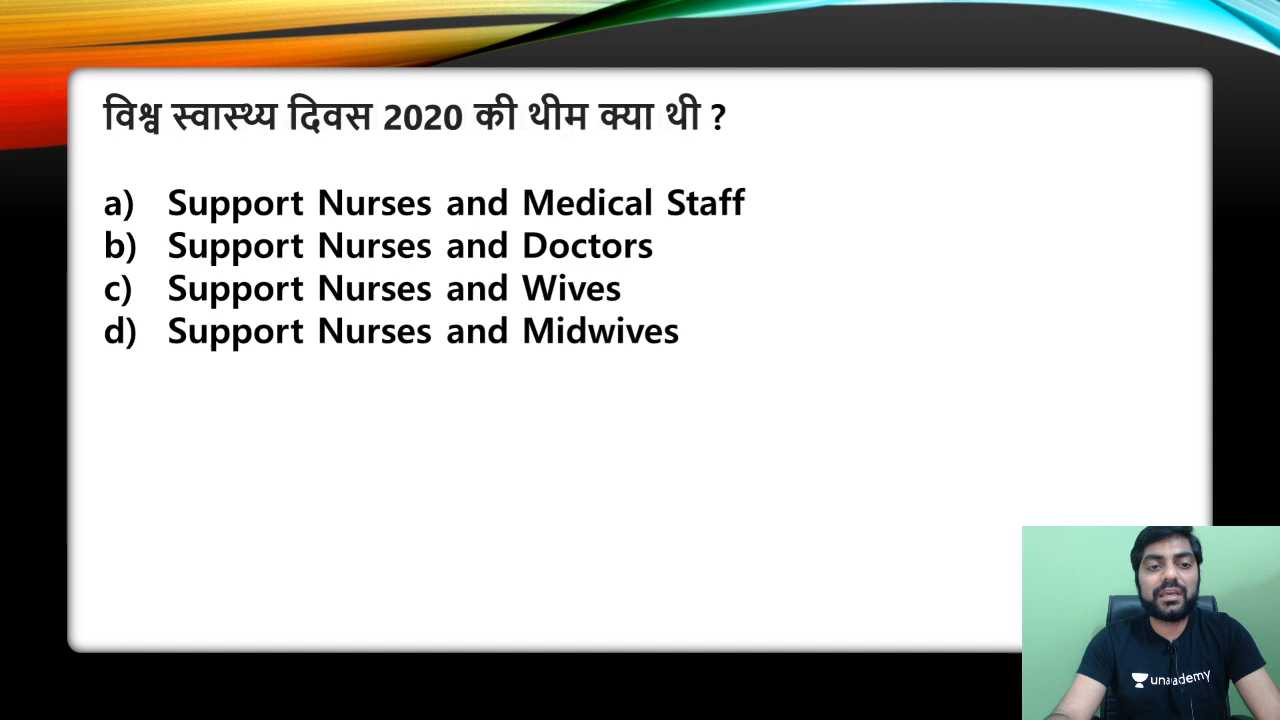 विश्व स्वास्थ्य दिवस 2020 की थीम क्या थी ?
a) Support Nurses and Medical Staff
b) Support Nurses and Doctors
c) Support Nurses and Wives
d) Support Nurses and Midwives
unacademy